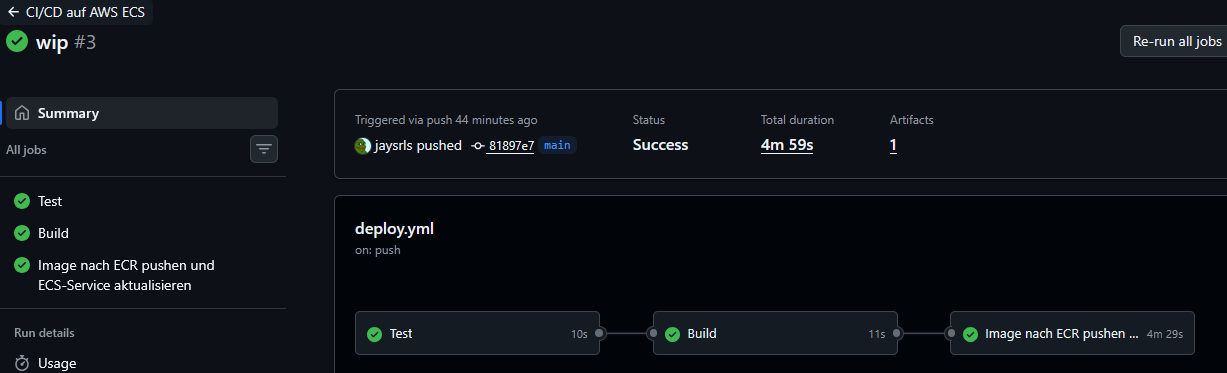 ← CI/CD auf AWS ECS
wip #3
Re-run all jobs
Summary
All jobs
Test
Build
Image nach ECR pushen und
ECS-Service aktualisieren
Run details
Usage
Triggered via push 44 minutes ago
jaysrls pushed 81897e7 main
Status
Success
Total duration
4m 59s
Artifacts
1
deploy.yml
on: push
Test 10s
Build 11s
Image nach ECR pushen ... 4m 29s